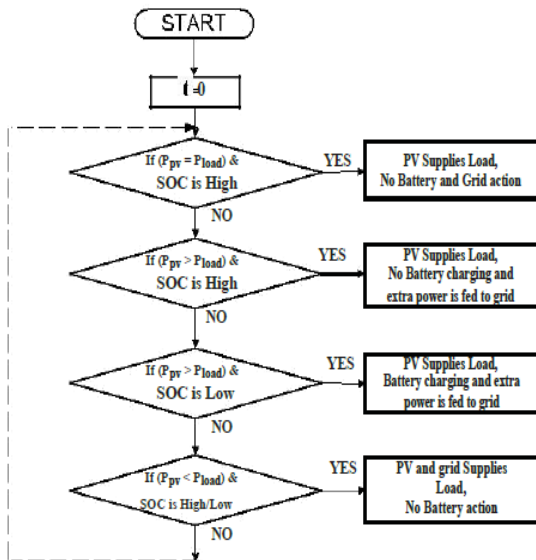 START
t =0
If (Ppv = Pload) &
SOC is High
YES
PV Supplies Load,
No Battery and Grid action
NO
If (Ppv > Pload) &
SOC is High
YES
PV Supplies Load,
No Battery charging and
extra power is fed to grid
NO
If (Ppv > Pload) &
SOC is Low
YES
PV Supplies Load,
Battery charging and extra
power is fed to grid
NO
If (Ppv < Pload) &
SOC is High/Low
YES
PV and grid Supplies
Load,
No Battery action
NO